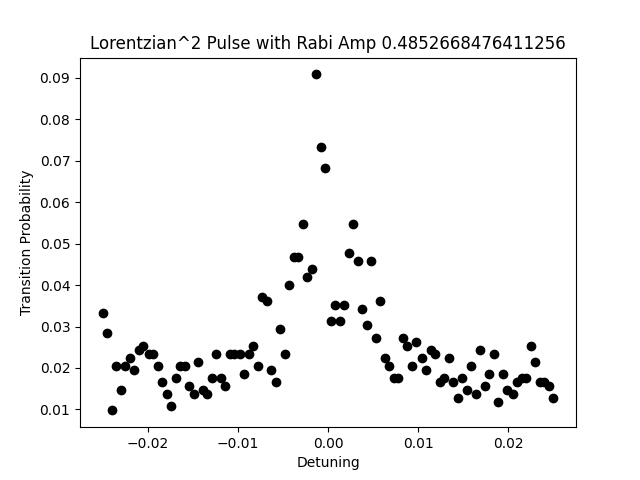 Lorentzian^2 Pulse with Rabi Amp 0.4852668476411256
0.09
0.08
0.07
0.06
0.05
0.04
0.03
0.02
0.01
Transition Probability
−0.02 −0.01 0.00 0.01 0.02
Detuning